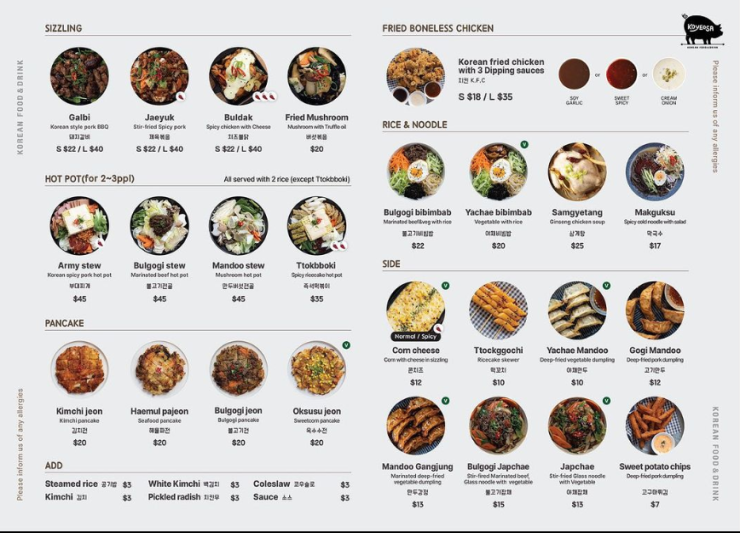 SIZZLING
Galbi
Korean style pork BBQ
돼지갈비
S $22 / L $40
Jaeyuk
Stir-fried Spicy pork
제육볶음
S $22 / L $40
Buldak
Spicy chicken with Cheese
치즈불닭
S $22 / L $40
Fried Mushroom
Mushroom with Truffle oil
버섯볶음
$20
HOT POT(for 2~3ppl)
All served with 2 rice (except Ttokbboki)
Army stew
Korean spicy pork hot pot
부대찌개
$45
Bulgogi stew
Marinated beef hot pot
불고기전골
$45
Mandoo stew
Mushroom hot pot
만두버섯전골
$45
Ttokbboki
Spicy ricecake hot pot
즉석떡볶이
$35
PANCAKE
Kimchi jeon
Kimchi pancake
김치전
$20
Haemul pajeon
Seafood pancake
해물파전
$20
Bulgogi jeon
Bulgogi pancake
불고기전
$20
V
Oksusu jeon
Sweetcorn pancake
옥수수전
$20
ADD
Steamed rice 공기밥 $3
White Kimchi 백김치 $3
Coleslaw 코우슬로 $3
Kimchi 김치 $3
Pickled radish 치킨무 $3
Sauce 소스 $3
KOREAN FOOD & DRINK
Please inform us of any allergies
FRIED BONELESS CHICKEN
KOYEOSA
Korean fried chicken
with 3 Dipping sauces
치킨 K.F.C
S $18 / L $35
SOY
GARLIC
or
SWEET
SPICY
or
CREAM
ONION
RICE & NOODLE
Bulgogi bibimbab
Marinated beef&veg with rice
불고기비빔밥
$22
V
Yachae bibimbab
Vegetable with rice
야채비빔밥
$20
Samgyetang
Ginseng chicken soup
삼계탕
$25
Makguksu
Spicy cold noodle with salad
막국수
$17
SIDE
V
Normal / Spicy
Corn cheese
Corn with cheese in sizzling
콘치즈
$12
Ttockggochi
Ricecake skewer
떡꼬치
$10
V
Yachae Mandoo
Deep-fried vegetable dumpling
야채만두
$10
V
Gogi Mandoo
Deep-fried pork dumpling
고기만두
$12
V
Mandoo Gangjung
Marinated deep-fried
vegetable dumpling
만두강정
$13
Bulgogi Japchae
Stir-fired Marinated beef,
Glass noodle with vegetable
불고기잡채
$15
V
Japchae
Stir-fired Glass noodle
with Vegetable
야채잡채
$13
Sweet potato chips
Deep-fried pork dumpling
고구마튀김
$7
Please inform us of any allergies
KOREAN FOOD & DRINK